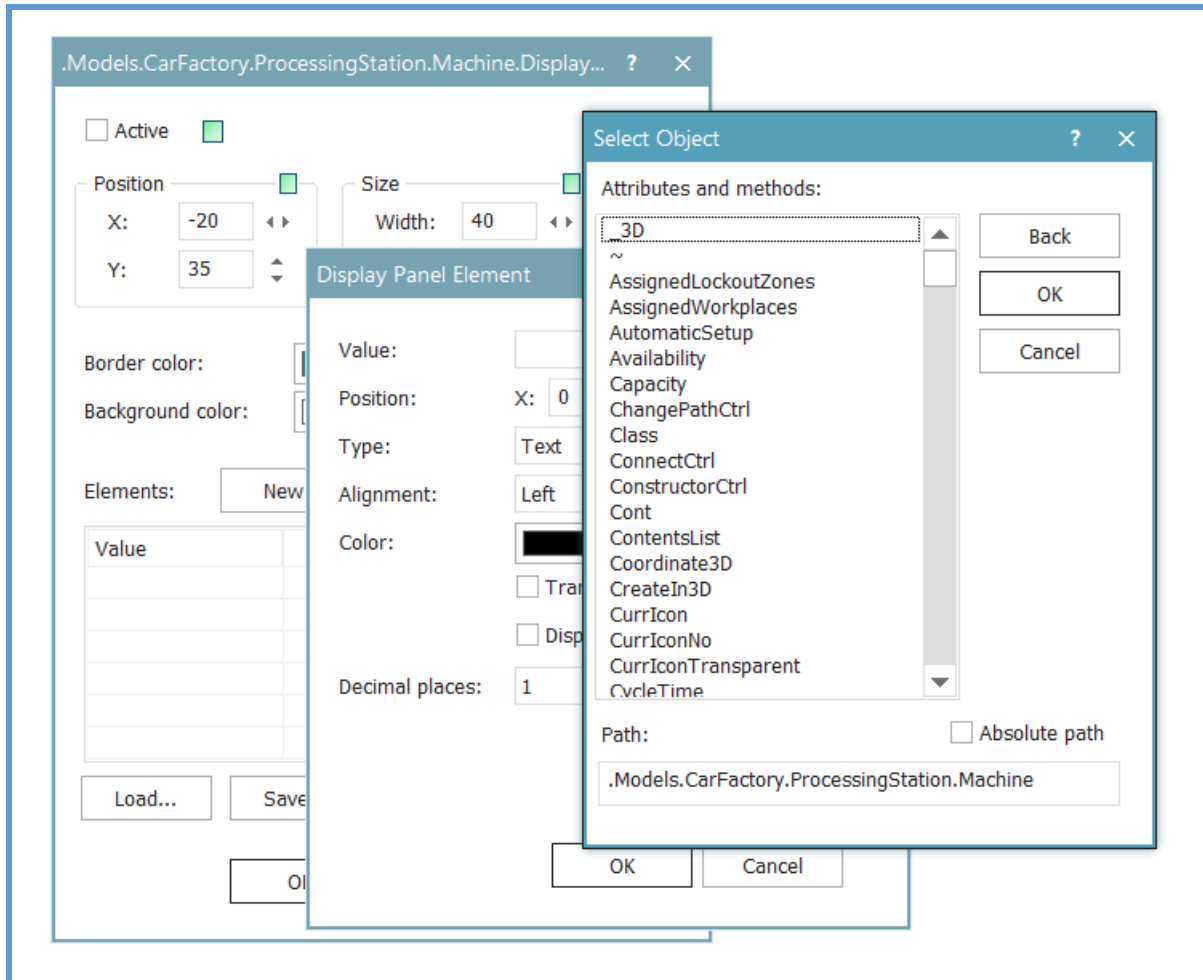 .Models.CarFactory.ProcessingStation.Machine.Display... ?
Active
Position
X: -20
Y: 35
Size
Width: 40
Border color:
Background color:
Elements: New
Value
Load... Save
Display Panel Element
Value:
Position: X: 0
Type: Text
Alignment: Left
Color:
Decimal places: 1
OK Cancel
Select Object ?
Attributes and methods:
_3D
~
AssignedLockoutZones
AssignedWorkplaces
AutomaticSetup
Availability
Capacity
ChangePathCtrl
Class
ConnectCtrl
ConstructorCtrl
Cont
ContentsList
Coordinate3D
CreateIn3D
CurrIcon
CurrIconNo
CurrIconTransparent
CycleTime
Back
OK
Cancel
Path: Absolute path
.Models.CarFactory.ProcessingStation.Machine